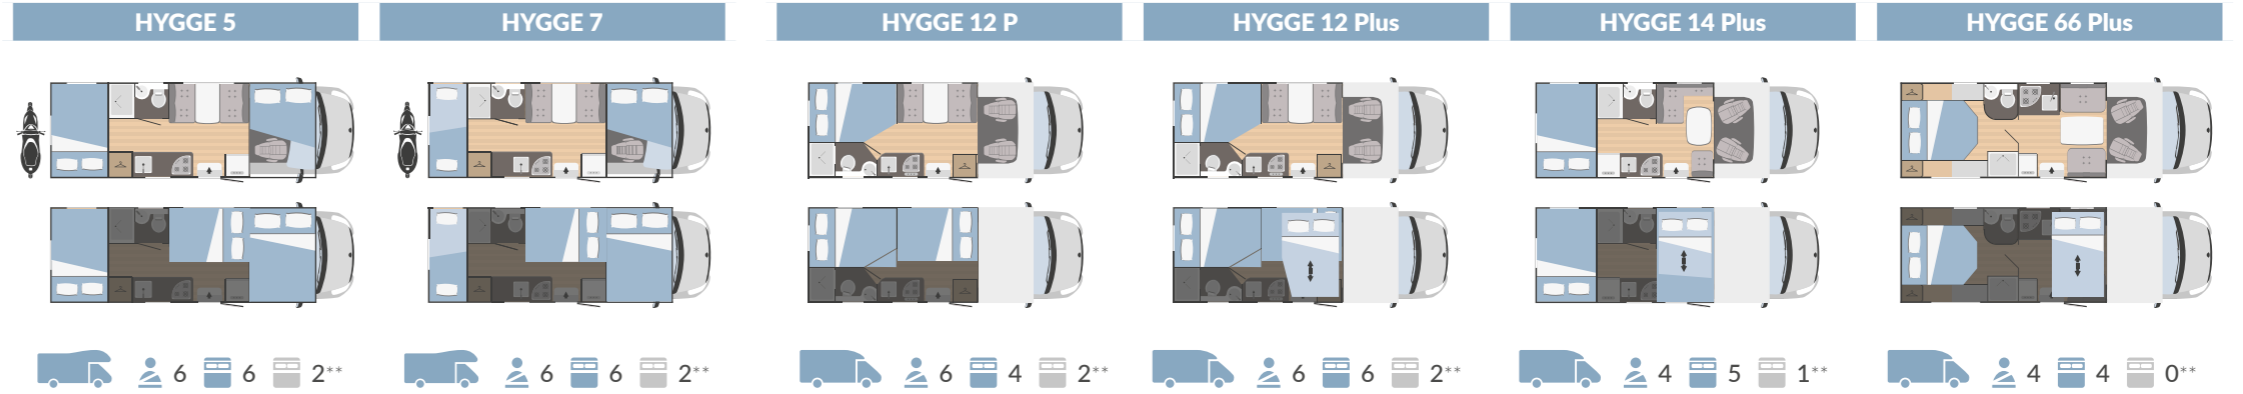 HYGGE 5 HYGGE 7 HYGGE 12 P HYGGE 12 Plus HYGGE 14 Plus HYGGE 66 Plus
6 6 2** 6 6 2** 6 4 2** 6 6 2** 4 5 1** 4 4 0**